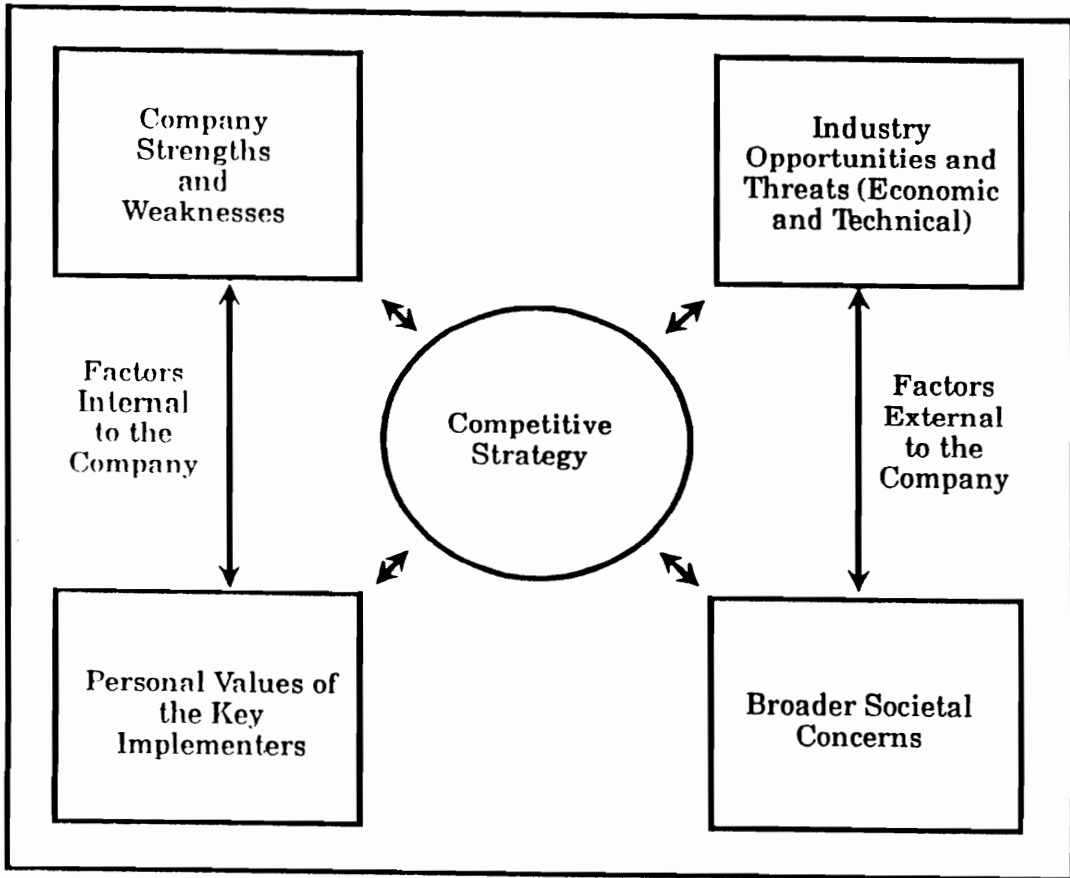 Company
Strengths
and
Weaknesses
Industry
Opportunities and
Threats (Economic
and Technical)
Factors
Internal
to the
Company
Competitive
Strategy
Factors
External
to the
Company
Personal Values of
the Key
Implementers
Broader Societal
Concerns